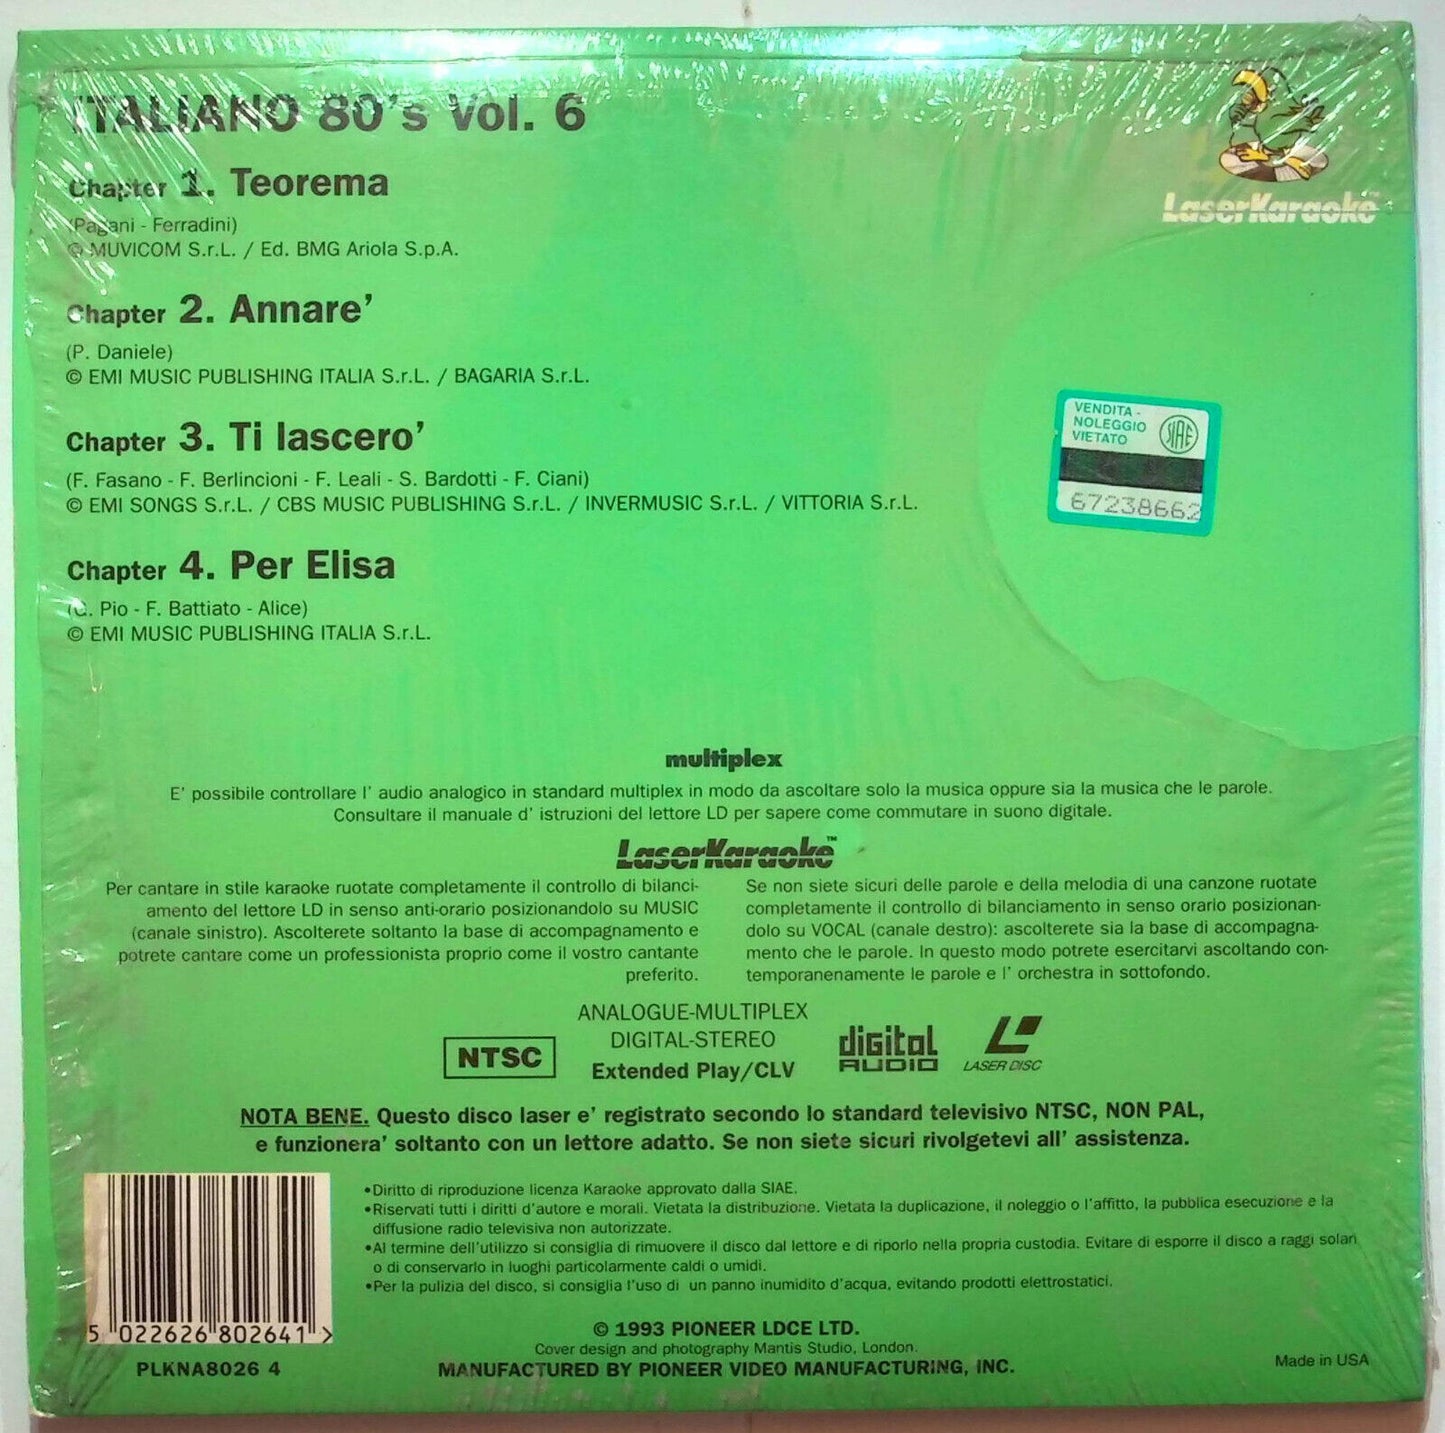 ITALIANO 80's Vol. 6
Chapter 1. Teorema
(Pagani - Ferradini)
© MUVICOM S.r.L. / Ed. BMG Ariola S.p.A.
Chapter 2. Annare'
(P. Daniele)
© EMI MUSIC PUBLISHING ITALIA S.r.L. / BAGARIA S.r.L.
Chapter 3. Ti lascero'
(F. Fasano - F. Berlincioni - F. Leali - S. Bardotti - F. Ciani)
© EMI SONGS S.r.L. / CBS MUSIC PUBLISHING S.r.L. / INVERMUSIC S.r.L. / VITTORIA S.r.L.
Chapter 4. Per Elisa
Pio - F. Battiato - Alice)
© EMI MUSIC PUBLISHING ITALIA S.r.L.
LaserKaraoke™
VENDITA -
NOLEGGIO
VIETATO
SIAE
67238662
multiplex
E' possibile controllare l' audio analogico in standard multiplex in modo da ascoltare solo la musica oppure sia la musica che le parole.
Consultare il manuale d' istruzioni del lettore LD per sapere come commutare in suono digitale.
LaserKaraoke™
Per cantare in stile karaoke ruotate completamente il controllo di bilanci-
amento del lettore LD in senso anti-orario posizionandolo su MUSIC
(canale sinistro). Ascolterete soltanto la base di accompagnamento e
potrete cantare come un professionista proprio come il vostro cantante
preferito.
Se non siete sicuri delle parole e della melodia di una canzone ruotate
completamente il controllo di bilanciamento in senso orario posizionan-
dolo su VOCAL (canale destro): ascolterete sia la base di accompagna-
mento che le parole. In questo modo potrete esercitarvi ascoltando con-
temporanenamente le parole e l' orchestra in sottofondo.
NTSC
ANALOGUE-MULTIPLEX
DIGITAL-STEREO
Extended Play/CLV
digital
AUDIO
LASER DISC
NOTA BENE. Questo disco laser e' registrato secondo lo standard televisivo NTSC, NON PAL,
e funzionera' soltanto con un lettore adatto. Se non siete sicuri rivolgetevi all' assistenza.
•Diritto di riproduzione licenza Karaoke approvato dalla SIAE.
•Riservati tutti i diritti d'autore e morali. Vietata la distribuzione. Vietata la duplicazione, il noleggio o l'affitto, la pubblica esecuzione e la
diffusione radio televisiva non autorizzate.
•Al termine dell'utilizzo si consiglia di rimuovere il disco dal lettore e di riporlo nella propria custodia. Evitare di esporre il disco a raggi solari
o di conservarlo in luoghi particolarmente caldi o umidi.
•Per la pulizia del disco, si consiglia l'uso di un panno inumidito d'acqua, evitando prodotti elettrostatici.
5 022626 802641 >
PLKNA8026 4
© 1993 PIONEER LDCE LTD.
Cover design and photography Mantis Studio, London.
MANUFACTURED BY PIONEER VIDEO MANUFACTURING, INC.
Made in USA